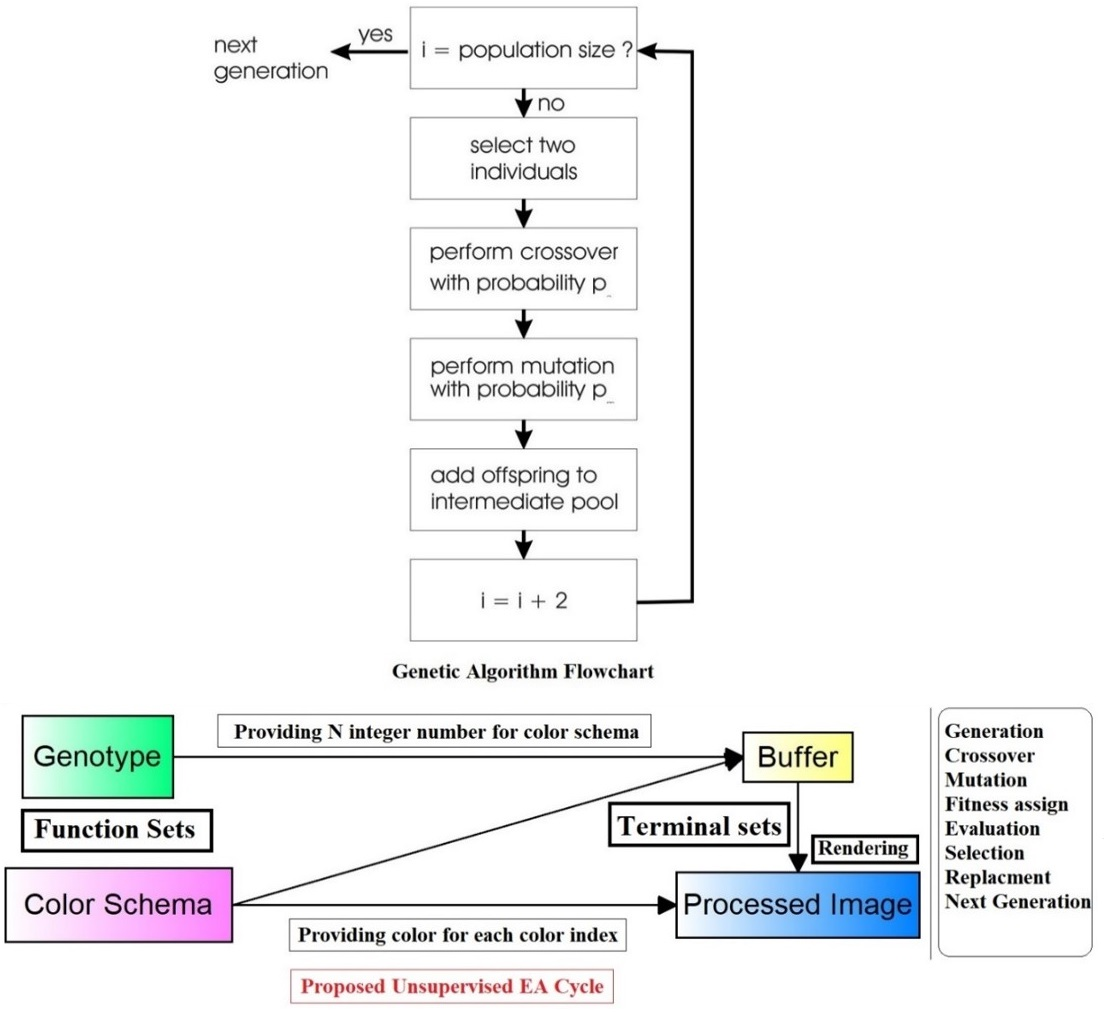 i = population size ?
yes
next
generation
no
select two
individuals
perform crossover
with probability p
perform mutation
with probability p
add offspring to
intermediate pool
i = i + 2
Genetic Algorithm Flowchart
Genotype
Providing N integer number for color schema
Buffer
Function Sets
Terminal sets
Rendering
Color Schema
Processed Image
Providing color for each color index
Proposed Unsupervised EA Cycle
Generation
Crossover
Mutation
Fitness assign
Evaluation
Selection
Replacment
Next Generation